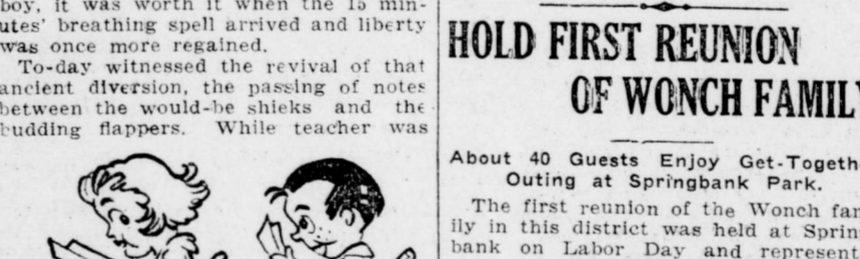 boy, it was worth it when the 15 min-
utes' breathing spell arrived and liberty
was once more regained.
To-day witnessed the revival of that
ancient diversion, the passing of notes
between the would-be shieks and the
budding flappers. While teacher was
HOLD FIRST REUNION
OF WONCH FAMILY
About 40 Guests Enjoy Get-Togeth
Outing at Springbank Park.
The first reunion of the Wonch fam
ily in this district was held at Sprin
bank on Labor Day and represent